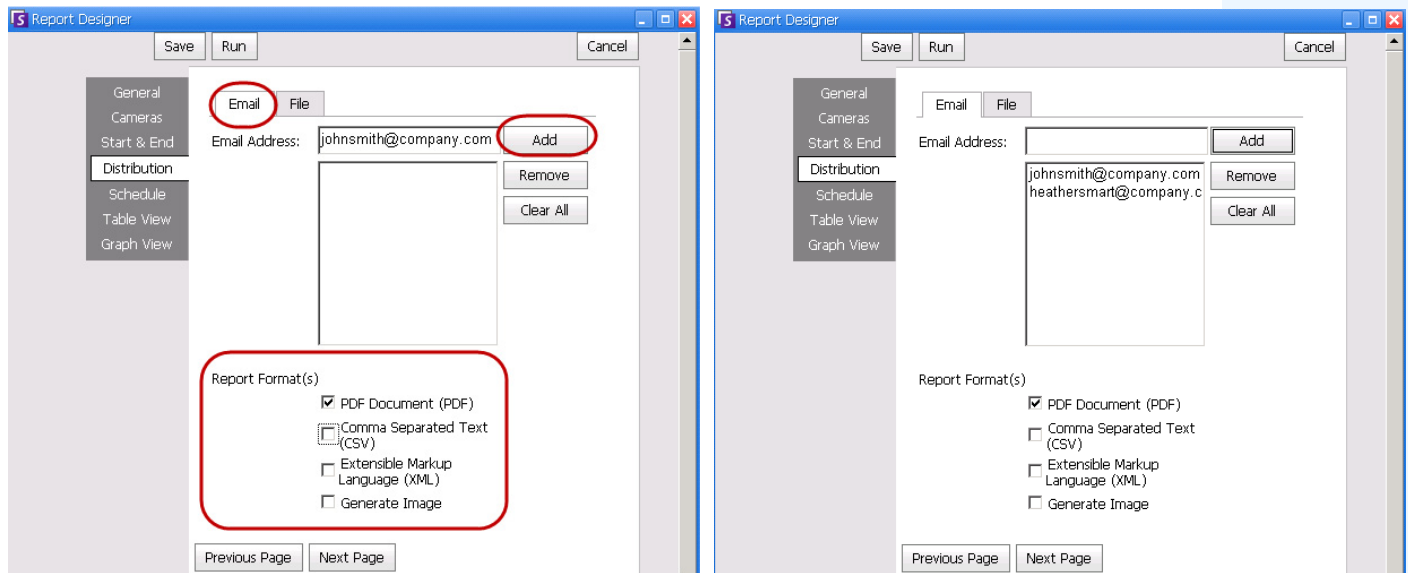 Report Designer
Save Run Cancel
General
Cameras
Start & End
Distribution
Schedule
Table View
Graph View
Email File
Email Address: johnsmith@company.com Add
Remove
Clear All
Report Format(s)
PDF Document (PDF)
Comma Separated Text
(CSV)
Extensible Markup
Language (XML)
Generate Image
Previous Page Next Page
Report Designer
Save Run Cancel
General
Cameras
Start & End
Distribution
Schedule
Table View
Graph View
Email File
Email Address: Add
johnsmith@company.com Remove
heathersmart@company.c
Clear All
Report Format(s)
PDF Document (PDF)
Comma Separated Text
(CSV)
Extensible Markup
Language (XML)
Generate Image
Previous Page Next Page